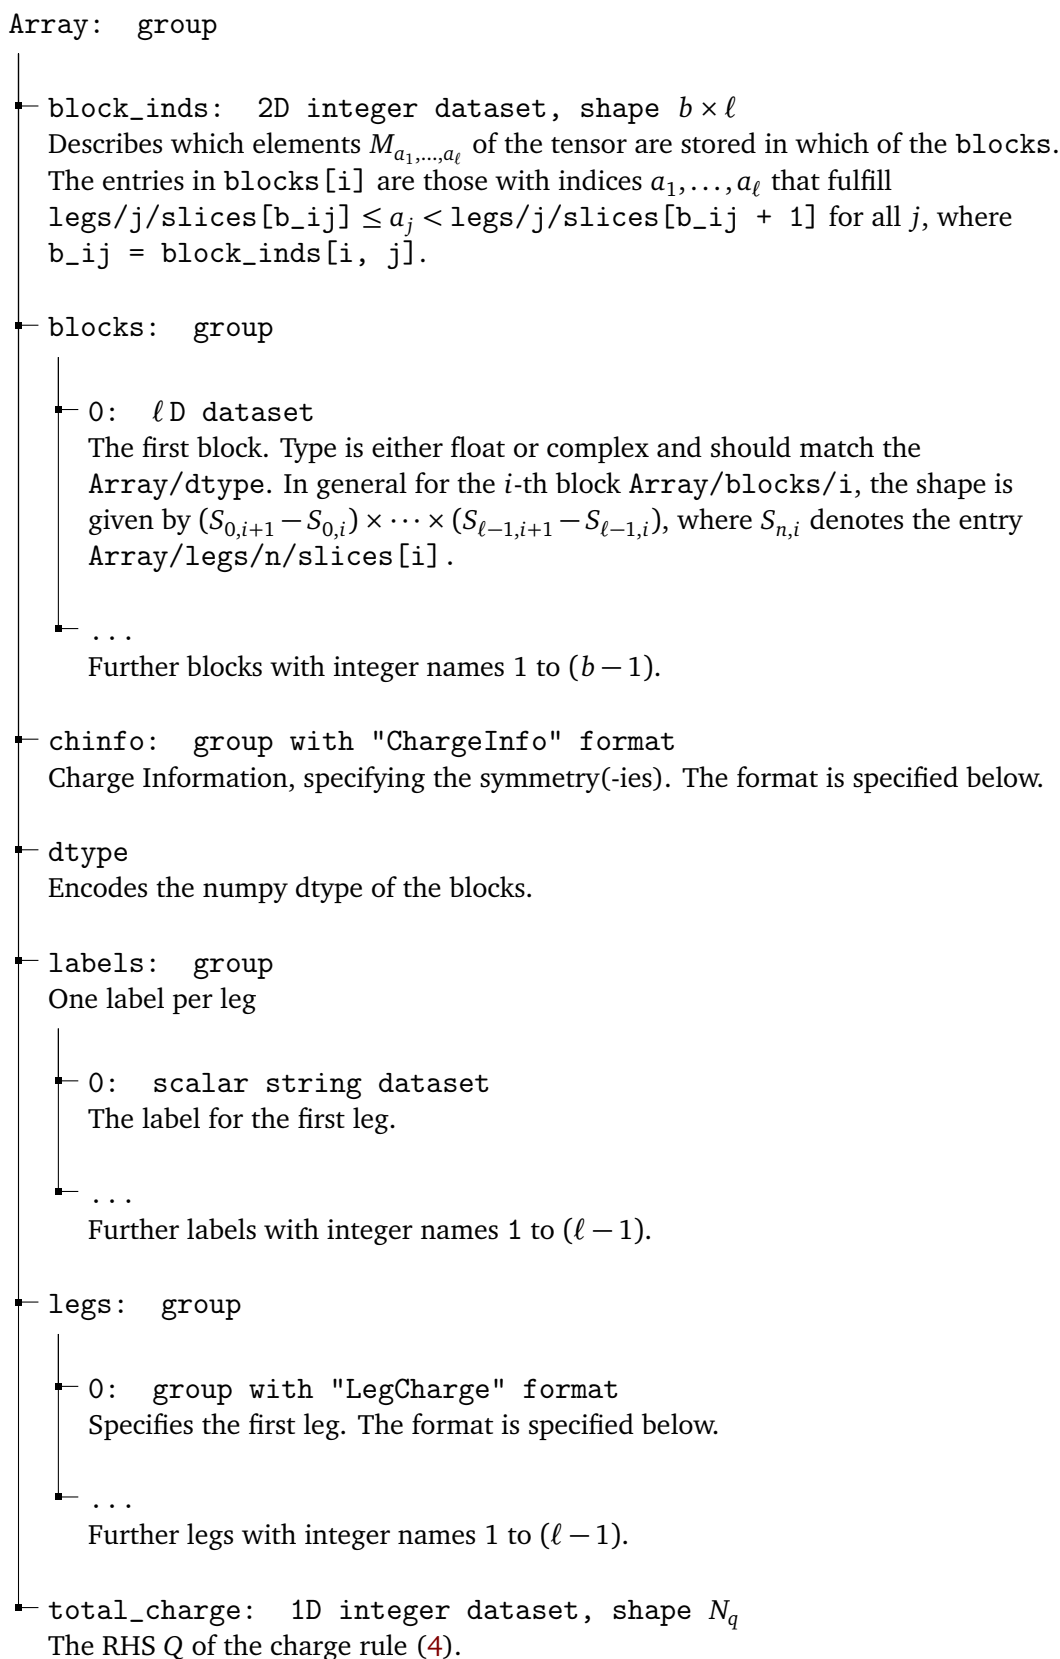 Array: group
block_inds: 2D integer dataset, shape b × ℓ
Describes which elements M_{a_1,...,a_ℓ} of the tensor are stored in which of the blocks.
The entries in blocks[i] are those with indices a_1,...,a_ℓ that fulfill
legs/j/slices[b_ij] ≤ a_j < legs/j/slices[b_ij + 1] for all j, where
b_ij = block_inds[i, j].
blocks: group
0: ℓD dataset
The first block. Type is either float or complex and should match the
Array/dtype. In general for the i-th block Array/blocks/i, the shape is
given by (S_{0,i+1} − S_{0,i}) × ··· × (S_{ℓ−1,i+1} − S_{ℓ−1,i}), where S_{n,i} denotes the entry
Array/legs/n/slices[i].
...
Further blocks with integer names 1 to (b − 1).
chinfo: group with "ChargeInfo" format
Charge Information, specifying the symmetry(-ies). The format is specified below.
dtype
Encodes the numpy dtype of the blocks.
labels: group
One label per leg
0: scalar string dataset
The label for the first leg.
...
Further labels with integer names 1 to (ℓ − 1).
legs: group
0: group with "LegCharge" format
Specifies the first leg. The format is specified below.
...
Further legs with integer names 1 to (ℓ − 1).
total_charge: 1D integer dataset, shape N_q
The RHS Q of the charge rule (4).